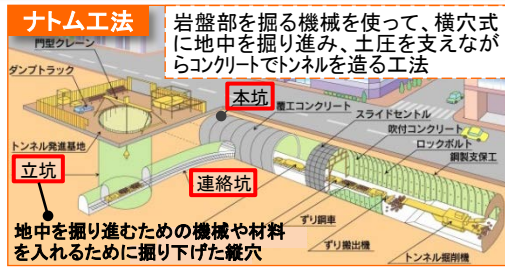 ナトム工法
岩盤部を掘る機械を使って、横穴式
に地中を掘り進み、土圧を支えなが
らコンクリートでトンネルを造る工法
門型クレーン
ダンプトラック
本坑
覆工コンクリート
スライドセントル
吹付コンクリート
ロックボルト
鋼製支保工
トンネル発進基地
立坑
連絡坑
地中を掘り進むための機械や材料
を入れるために掘り下げた縦穴
ずり鋼車
ずり搬出機
トンネル掘削機